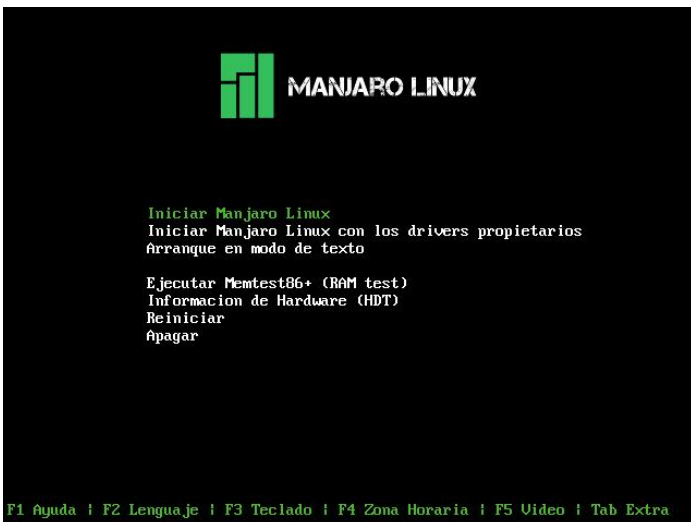 MANJARO LINUX
Iniciar Manjaro Linux
Iniciar Manjaro Linux con los drivers propietarios
Arranque en modo de texto
Ejecutar Memtest86+ (RAM test)
Informacion de Hardware (HDT)
Reiniciar
Apagar
F1 Ayuda ¦ F2 Lenguaje ¦ F3 Teclado ¦ F4 Zona Horaria ¦ F5 Video ¦ Tab Extra